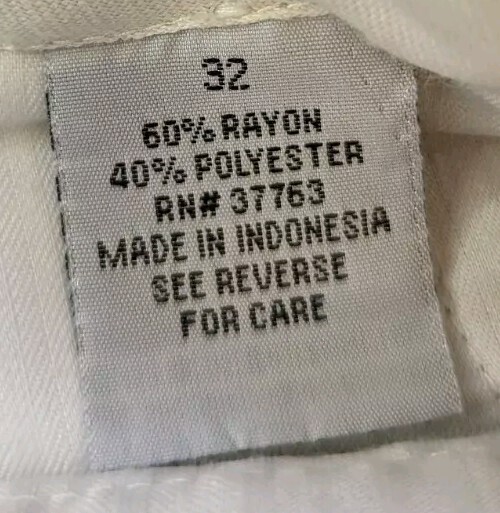 32
60% RAYON
40% POLYESTER
RN# 37763
MADE IN INDONESIA
SEE REVERSE
FOR CARE